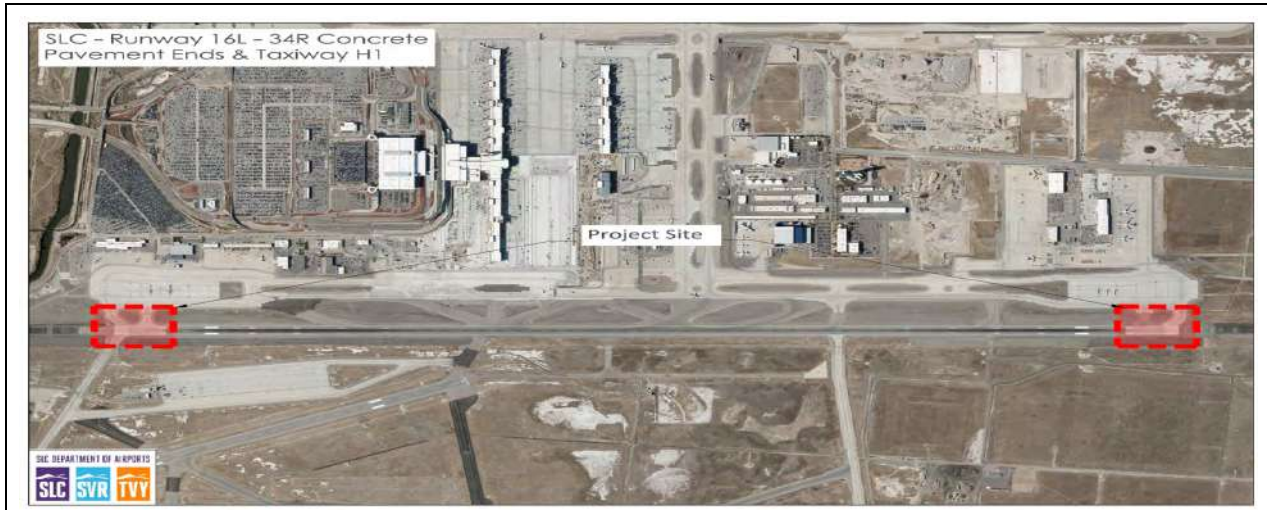 SLC – Runway 16L – 34R Concrete
Pavement Ends & Taxiway H1
Project Site
SLC DEPARTMENT OF AIRPORTS
SLC SVR TVY